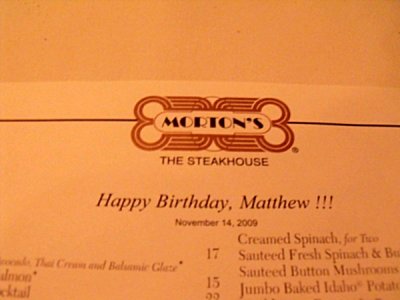 MORTON'S
®
THE STEAKHOUSE
Happy Birthday, Matthew !!!
November 14, 2009
Creamed Spinach, for Two
Thai Cream and Balsamic Glaze*
17 Sauteed Fresh Spinach &
Sauteed Button Mushrooms
15 Jumbo Baked Idaho®